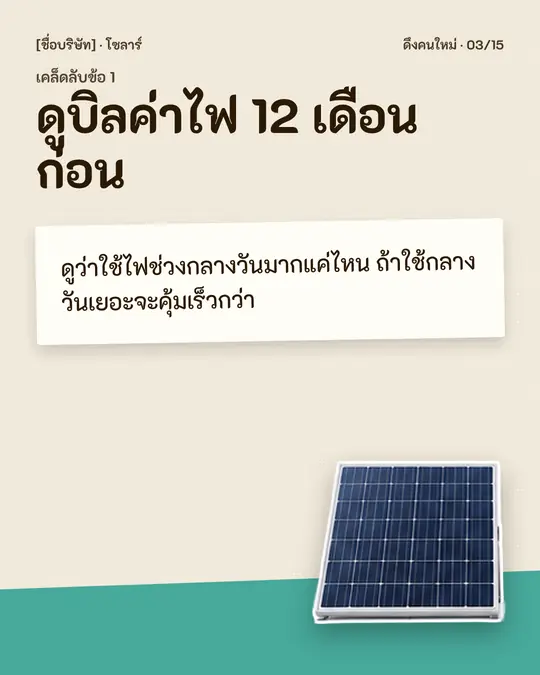 [ชื่อบริษัท] · โซลาร์
ดึงคนใหม่ · 03/15
เคล็ดลับข้อ 1
ดูบิลค่าไฟ 12 เดือน
ก่อน
ดูว่าใช้ไฟช่วงกลางวันมากแค่ไหน ถ้าใช้กลาง
วันเยอะจะคุ้มเร็วกว่า